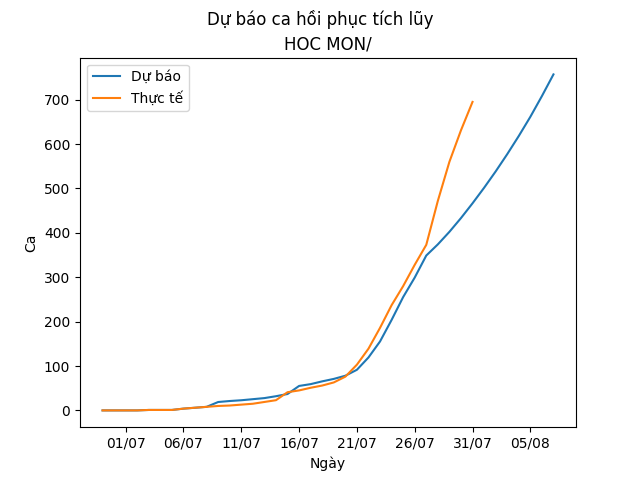 Dự báo ca hồi phục tích lũy
HOC MON/
Dự báo
Thực tế
700
600
500
400
300
200
100
0
Ca
01/07 06/07 11/07 16/07 21/07 26/07 31/07 05/08
Ngày